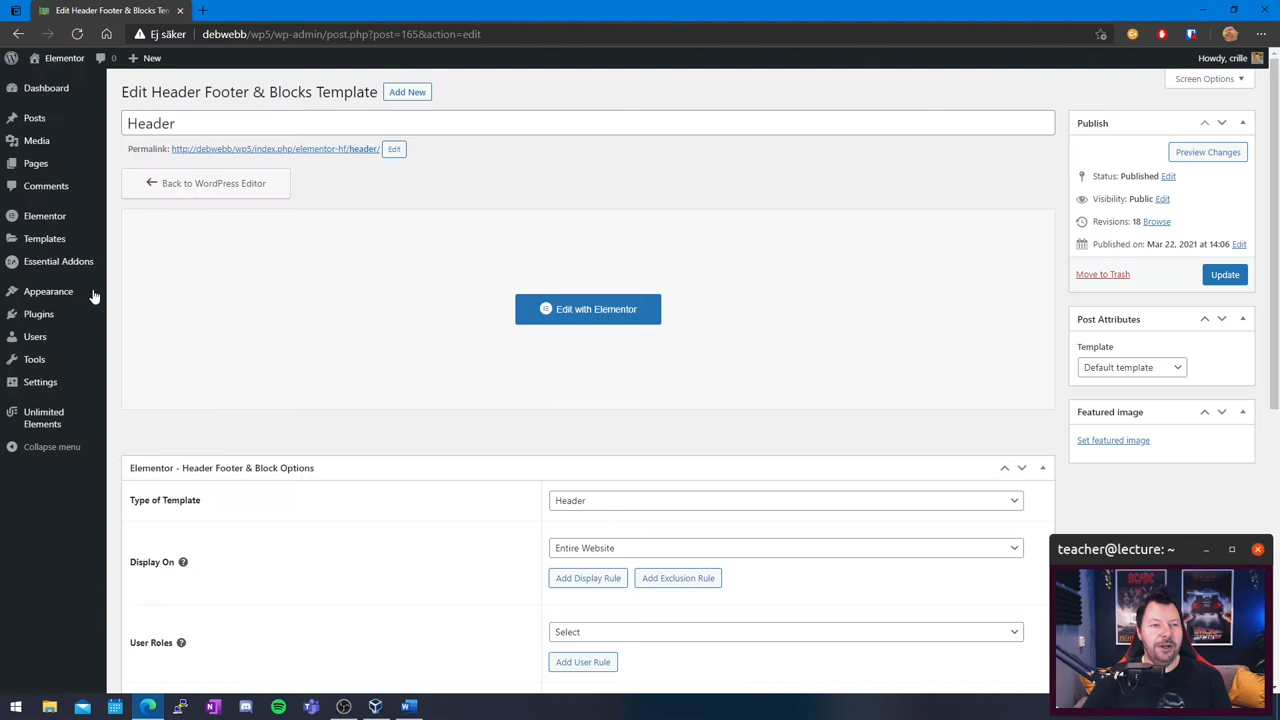 Edit Header Footer & Blocks Ter
Ej säker
debwebb/wp5/wp-admin/post.php?post=165&action=edit
Elementor
0
New
Howdy, crille
Dashboard
Posts
Media
Pages
Comments
Elementor
Templates
Essential Addons
Appearance
Plugins
Users
Tools
Settings
Unlimited
Elements
Collapse menu
Screen Options
Edit Header Footer & Blocks Template
Add New
Header
Permalink: http://debwebb/wp5/index.php/elementor-hf/header/
Edit
Back to WordPress Editor
Edit with Elementor
Elementor - Header Footer & Block Options
Type of Template
Header
Display On
Entire Website
Add Display Rule
Add Exclusion Rule
User Roles
Select
Add User Rule
Publish
Preview Changes
Status: Published Edit
Visibility: Public Edit
Revisions: 18 Browse
Published on: Mar 22, 2021 at 14:06 Edit
Move to Trash
Update
Post Attributes
Template
Default template
Featured image
Set featured image
teacher@lecture: ~